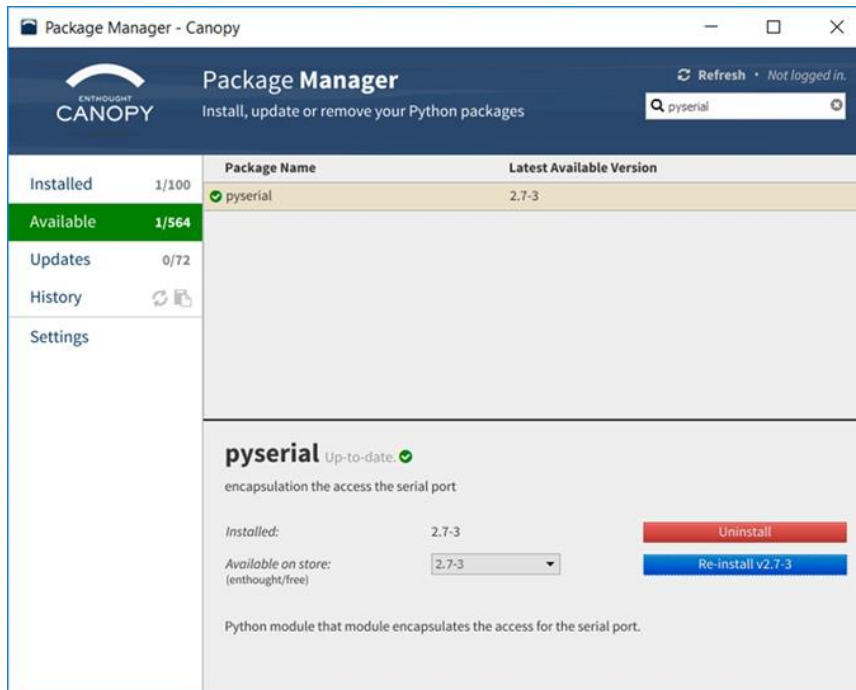 Package Manager - Canopy
ENTHOUGHT
CANOPY
Package Manager
Install, update or remove your Python packages
Refresh • Not logged in.
pyserial
Installed 1/100
Available 1/564
Updates 0/72
History
Settings
Package Name Latest Available Version
pyserial 2.7-3
pyserial Up-to-date.
encapsulation the access the serial port
Installed: 2.7-3 Uninstall
Available on store: 2.7-3 Re-install v2.7-3
(enthought/free)
Python module that module encapsulates the access for the serial port.